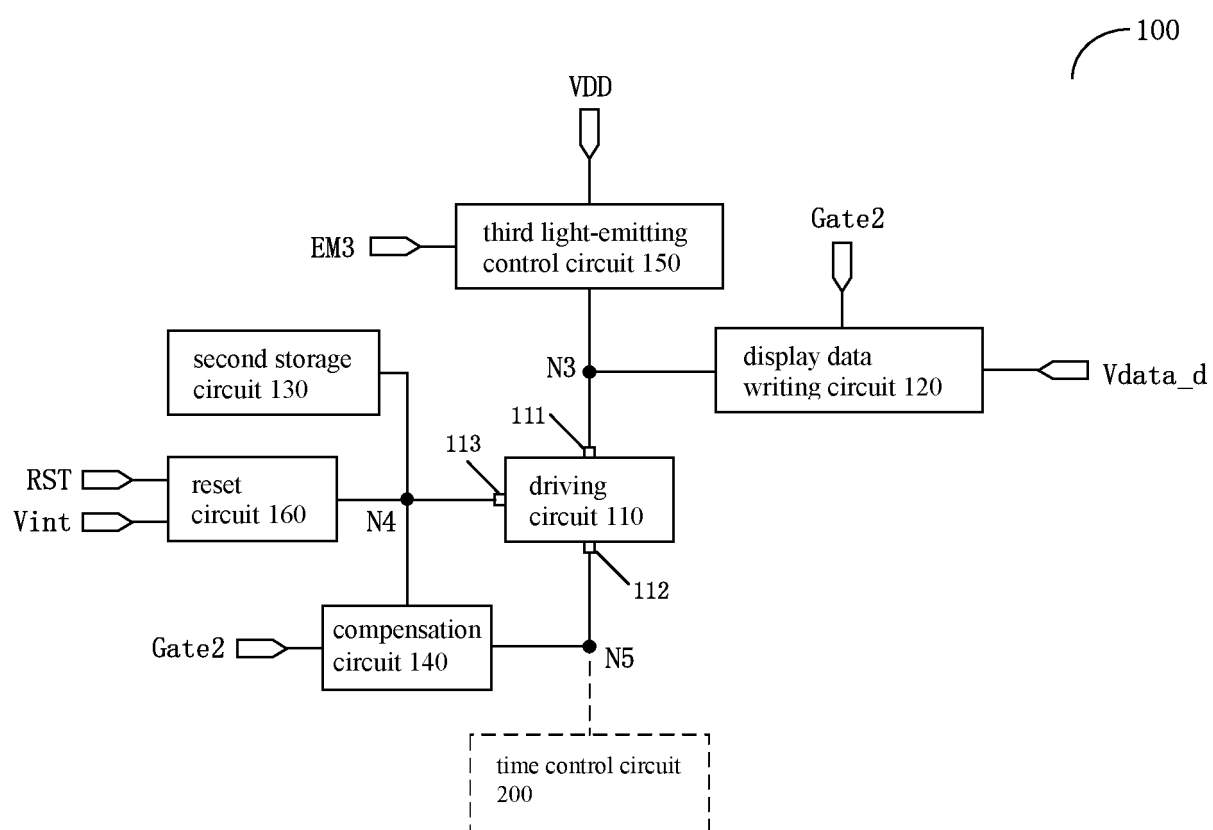 100
VDD
Gate2
EM3
third light-emitting
control circuit 150
second storage
circuit 130
N3
display data
writing circuit 120
Vdata_d
111
113
RST
Vint
reset
circuit 160
N4
driving
circuit 110
112
Gate2
compensation
circuit 140
N5
time control circuit
200